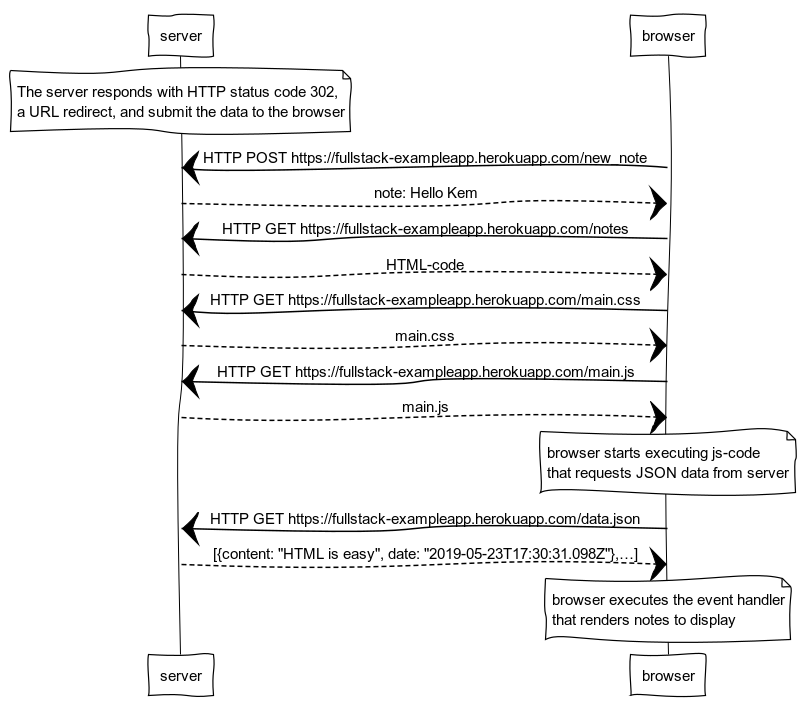 server
browser
The server responds with HTTP status code 302,
a URL redirect, and submit the data to the browser
HTTP POST https://fullstack-exampleapp.herokuapp.com/new_note
note: Hello Kem
HTTP GET https://fullstack-exampleapp.herokuapp.com/notes
HTML-code
HTTP GET https://fullstack-exampleapp.herokuapp.com/main.css
main.css
HTTP GET https://fullstack-exampleapp.herokuapp.com/main.js
main.js
browser starts executing js-code
that requests JSON data from server
HTTP GET https://fullstack-exampleapp.herokuapp.com/data.json
[{content: "HTML is easy", date: "2019-05-23T17:30:31.098Z"},...]
browser executes the event handler
that renders notes to display
server
browser